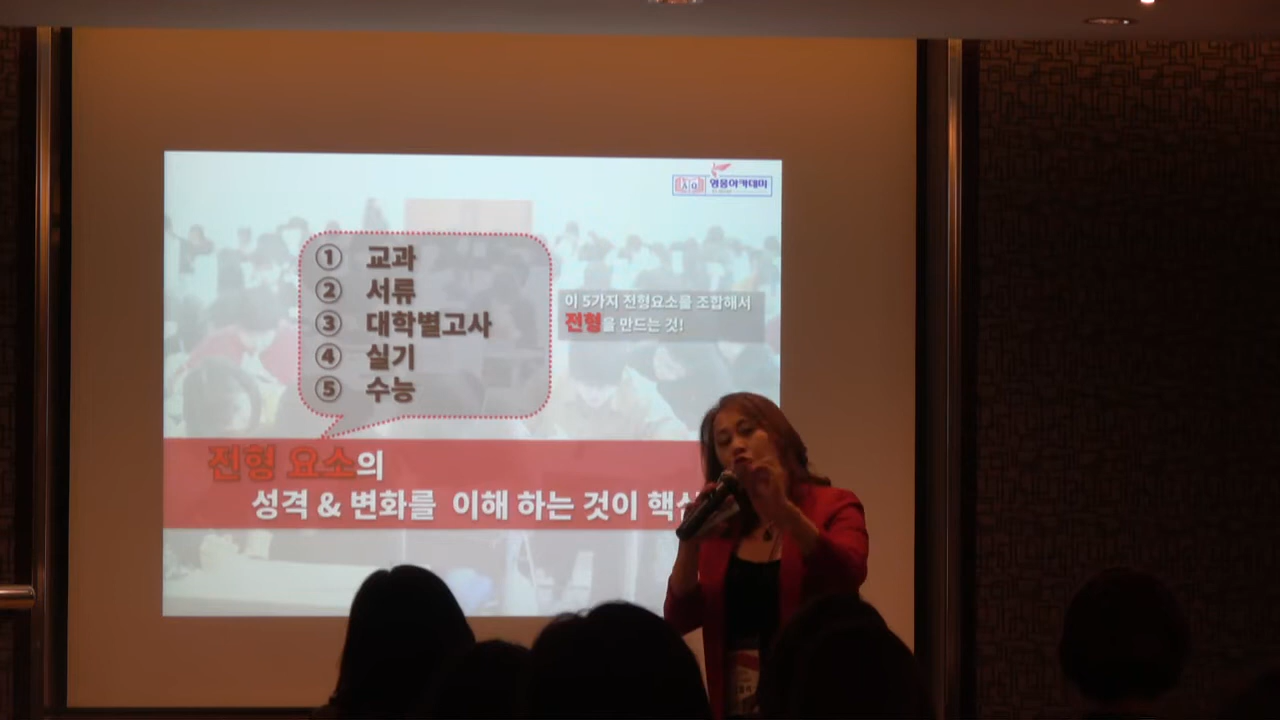 영웅아카데미
① 교과
② 서류
③ 대학별고사
④ 실기
⑤ 수능
이 5가지 전형요소를 조합해서
전형을 만드는 것!
전형 요소의
성격 & 변화를 이해 하는 것이